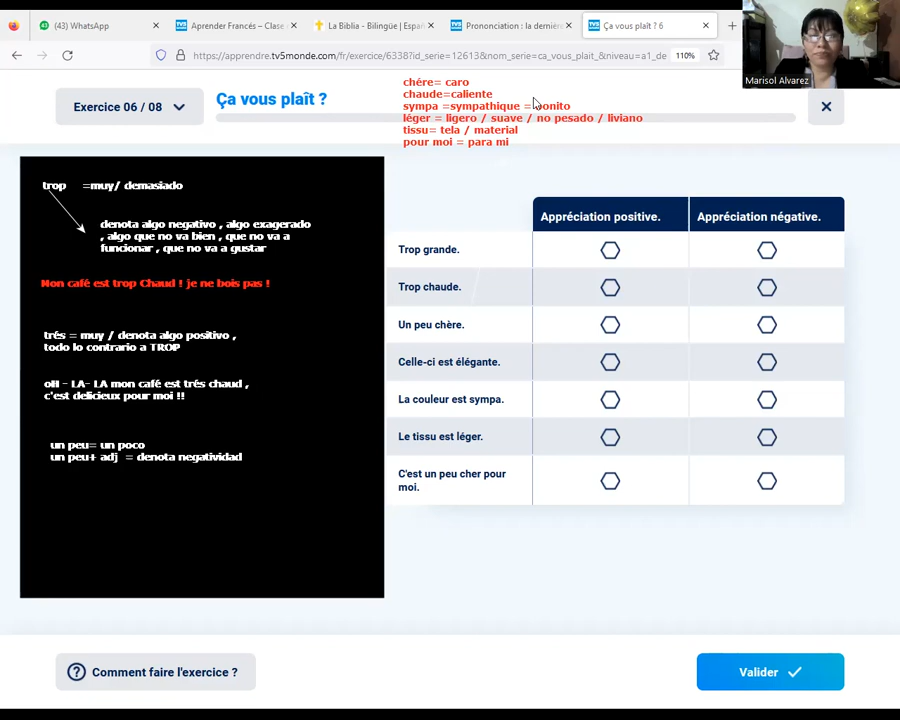 (43) WhatsApp
Aprender Francés – Clase
La Biblia - Bilingüe | Españ
Prononciation : la dernière
Ça vous plaît ? 6
https://apprendre.tv5monde.com/fr/exercice/6338?id_serie=12613&nom_serie=ca_vous_plait_&niveau=a1_de
110%
Marisol Alvarez
Exercice 06 / 08
Ça vous plaît ?
chére= caro
chaude=caliente
sympa =sympathique = bonito
léger = ligero / suave / no pesado / liviano
tissu= tela / material
pour moi = para mi
trop =muy/ demasiado
denota algo negativo , algo exagerado
, algo que no va bien , que no va a
funcionar , que no va a gustar
Mon café est trop Chaud ! je ne bois pas !
trés = muy / denota algo positivo ,
todo lo contrario a TROP
oH - LA- LA mon café est trés chaud ,
c'est delicieux pour moi !!
un peu= un poco
un peu+ adj = denota negatividad
Appréciation positive.
Appréciation négative.
Trop grande.
Trop chaude.
Un peu chère.
Celle-ci est élégante.
La couleur est sympa.
Le tissu est léger.
C'est un peu cher pour
moi.
Comment faire l'exercice ?
Valider